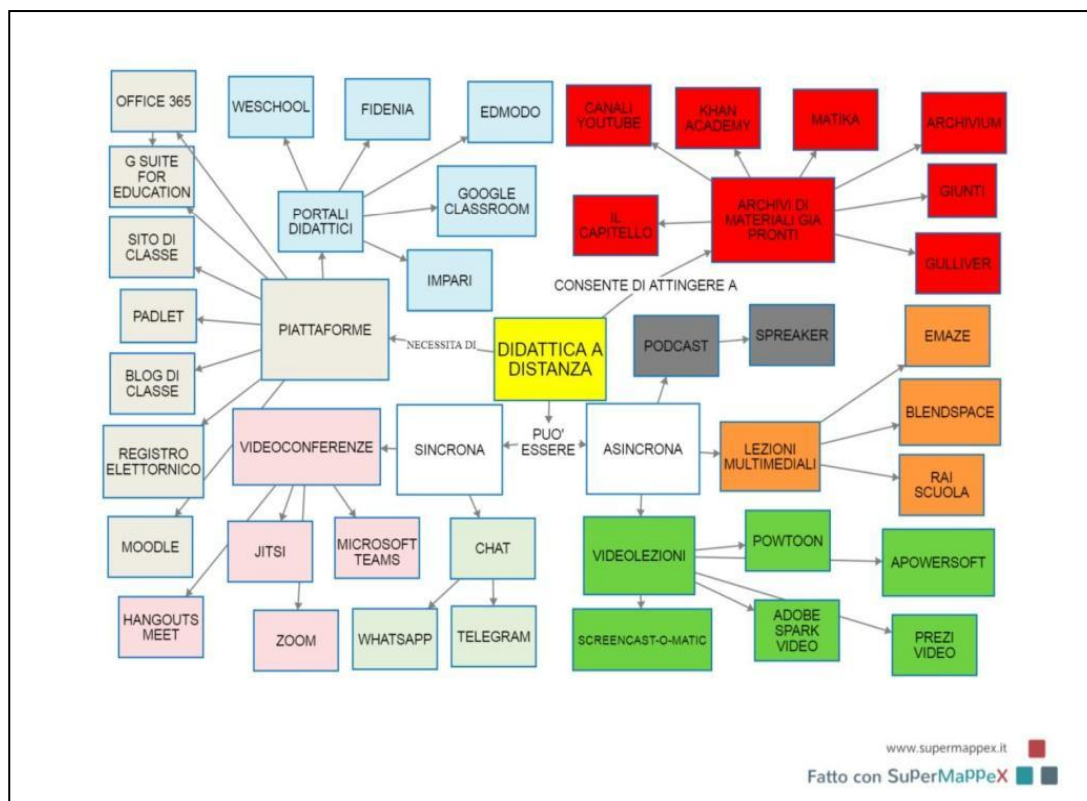 OFFICE 365
WESCHOOL
FIDENIA
EDMODO
CANALI
YOUTUBE
KHAN
ACADEMY
MATIKA
ARCHIVIUM
G SUITE
FOR
EDUCATION
PORTALI
DIDATTICI
GOOGLE
CLASSROOM
IL
CAPITELLO
ARCHIVI DI
MATERIALI GIA
PRONTI
GIUNTI
SITO DI
CLASSE
IMPARI
GULLIVER
CONSENTE DI ATTINGERE A
PADLET
PIATTAFORME
NECESSITA DI
DIDATTICA A
DISTANZA
PODCAST
SPREAKER
EMAZE
BLOG DI
CLASSE
BLENDSPACE
REGISTRO
ELETTORNICO
VIDEOCONFERENZE
SINCRONA
PUO'
ESSERE
ASINCRONA
LEZIONI
MULTIMEDIALI
RAI
SCUOLA
MOODLE
JITSI
MICROSOFT
TEAMS
CHAT
VIDEOLEZIONI
POWTOON
APOWERSOFT
HANGOUTS
MEET
ZOOM
WHATSAPP
TELEGRAM
SCREENCAST-O-MATIC
ADOBE
SPARK
VIDEO
PREZI
VIDEO
www.supermappex.it
Fatto con SuPerMaPPeX